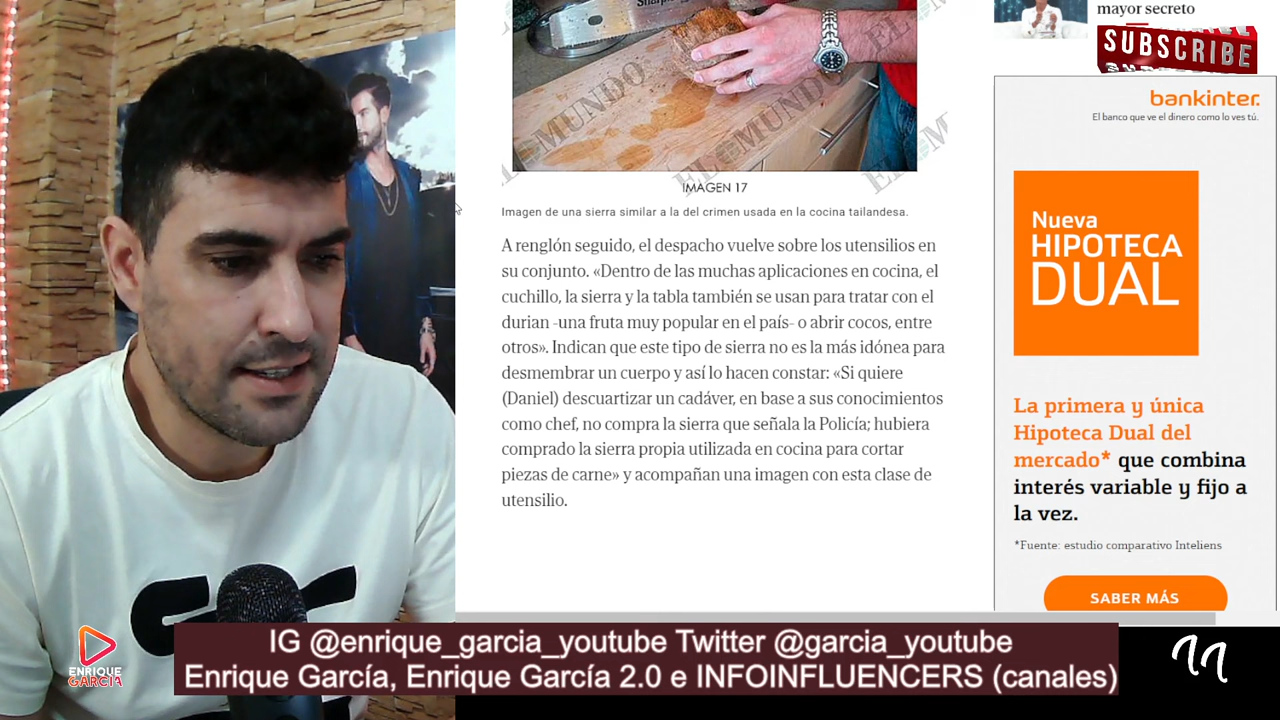 mayor secreto
SUBSCRIBE
bankinter.
El banco que ve el dinero como lo ves tú.
EL MUNDO
IMAGEN 17
Imagen de una sierra similar a la del crimen usada en la cocina tailandesa.
A renglón seguido, el despacho vuelve sobre los utensilios en
su conjunto. «Dentro de las muchas aplicaciones en cocina, el
cuchillo, la sierra y la tabla también se usan para tratar con el
durian -una fruta muy popular en el país- o abrir cocos, entre
otros». Indican que este tipo de sierra no es la más idónea para
desmembrar un cuerpo y así lo hacen constar: «Si quiere
(Daniel) descuartizar un cadáver, en base a sus conocimientos
como chef, no compra la sierra que señala la Policía; hubiera
comprado la sierra propia utilizada en cocina para cortar
piezas de carne» y acompañan una imagen con esta clase de
utensilio.
Nueva
HIPOTECA
DUAL
La primera y única
Hipoteca Dual del
mercado* que combina
interés variable y fijo a
la vez.
*Fuente: estudio comparativo Inteliens
SABER MÁS
ENRIQUE
GARCÍA
IG @enrique_garcia_youtube Twitter @garcia_youtube
Enrique García, Enrique García 2.0 e INFOINFLUENCERS (canales)